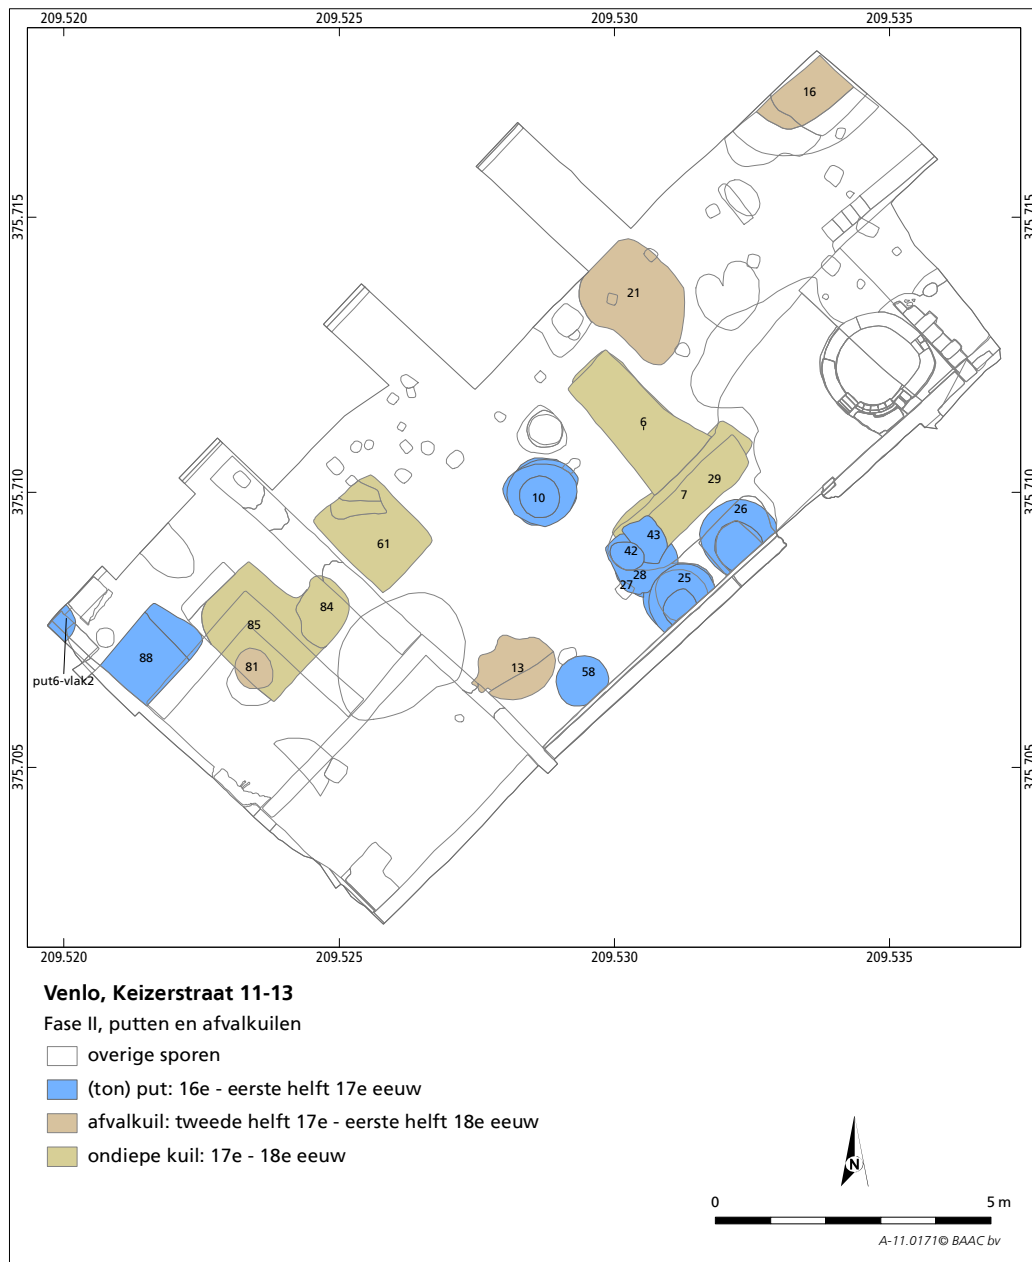 209.520 209.525 209.530 209.535
16
375.715 375.715
21
6
29
7
375.710 375.710
10
26
43
61
42
28
25
27
84
85
88
81
13
58
put6-vlak2
375.705 375.705
209.520 209.525 209.530 209.535
Venlo, Keizerstraat 11-13
Fase II, putten en afvalkuilen
overige sporen
(ton) put: 16e - eerste helft 17e eeuw
afvalkuil: tweede helft 17e - eerste helft 18e eeuw
ondiepe kuil: 17e - 18e eeuw
N
0 5 m
A-11.0171© BAAC bv